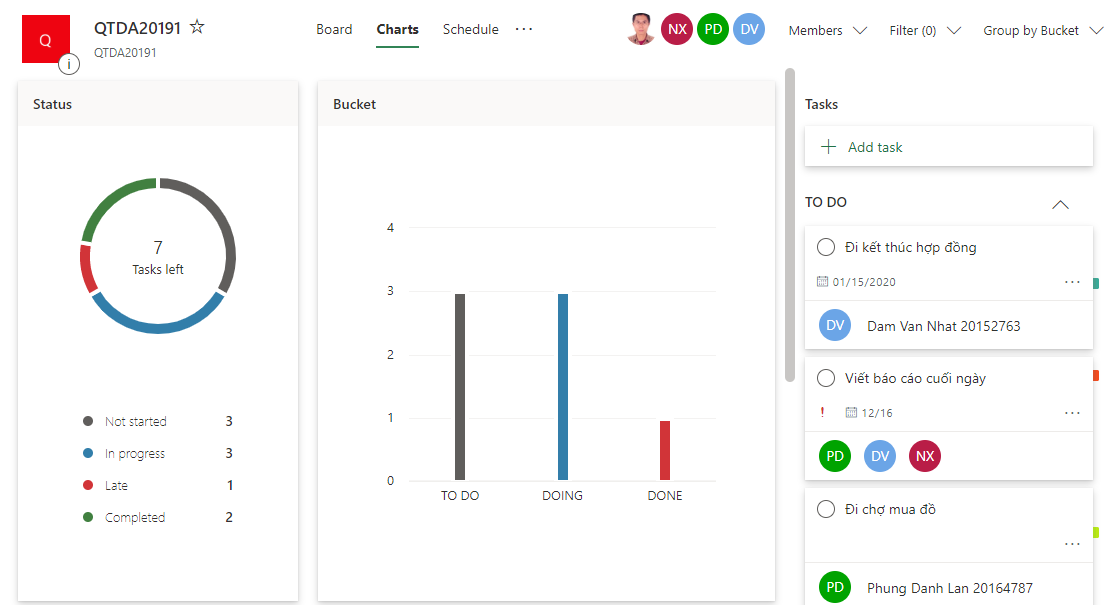 Q
i
QTDA20191
QTDA20191
Board
Charts
Schedule
NX
PD
DV
Members
Filter (0)
Group by Bucket
Status
7
Tasks left
Not started 3
In progress 3
Late 1
Completed 2
Bucket
4
3
2
1
0
TO DO
DOING
DONE
Tasks
Add task
TO DO
Đi kết thúc hợp đồng
01/15/2020
DV
Dam Van Nhat 20152763
Viết báo cáo cuối ngày
! 12/16
PD
DV
NX
Đi chợ mua đồ
PD
Phung Danh Lan 20164787